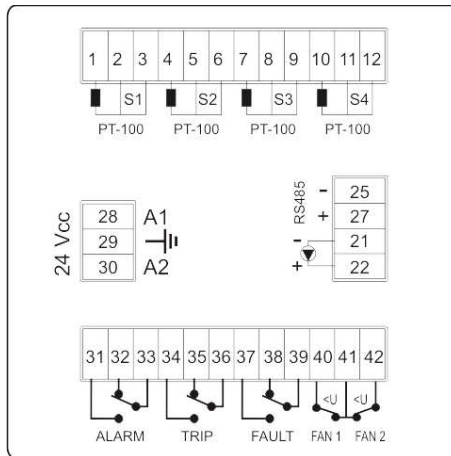 1 2 3 4 5 6 7 8 9 10 11 12
S1 S2 S3 S4
PT-100 PT-100 PT-100 PT-100
24 Vcc
28 A1
29
30 A2
RS485
- 25
+ 27
- 21
+ 22
31 32 33 34 35 36 37 38 39 40 41 42
<U <U
ALARM TRIP FAULT FAN 1 FAN 2